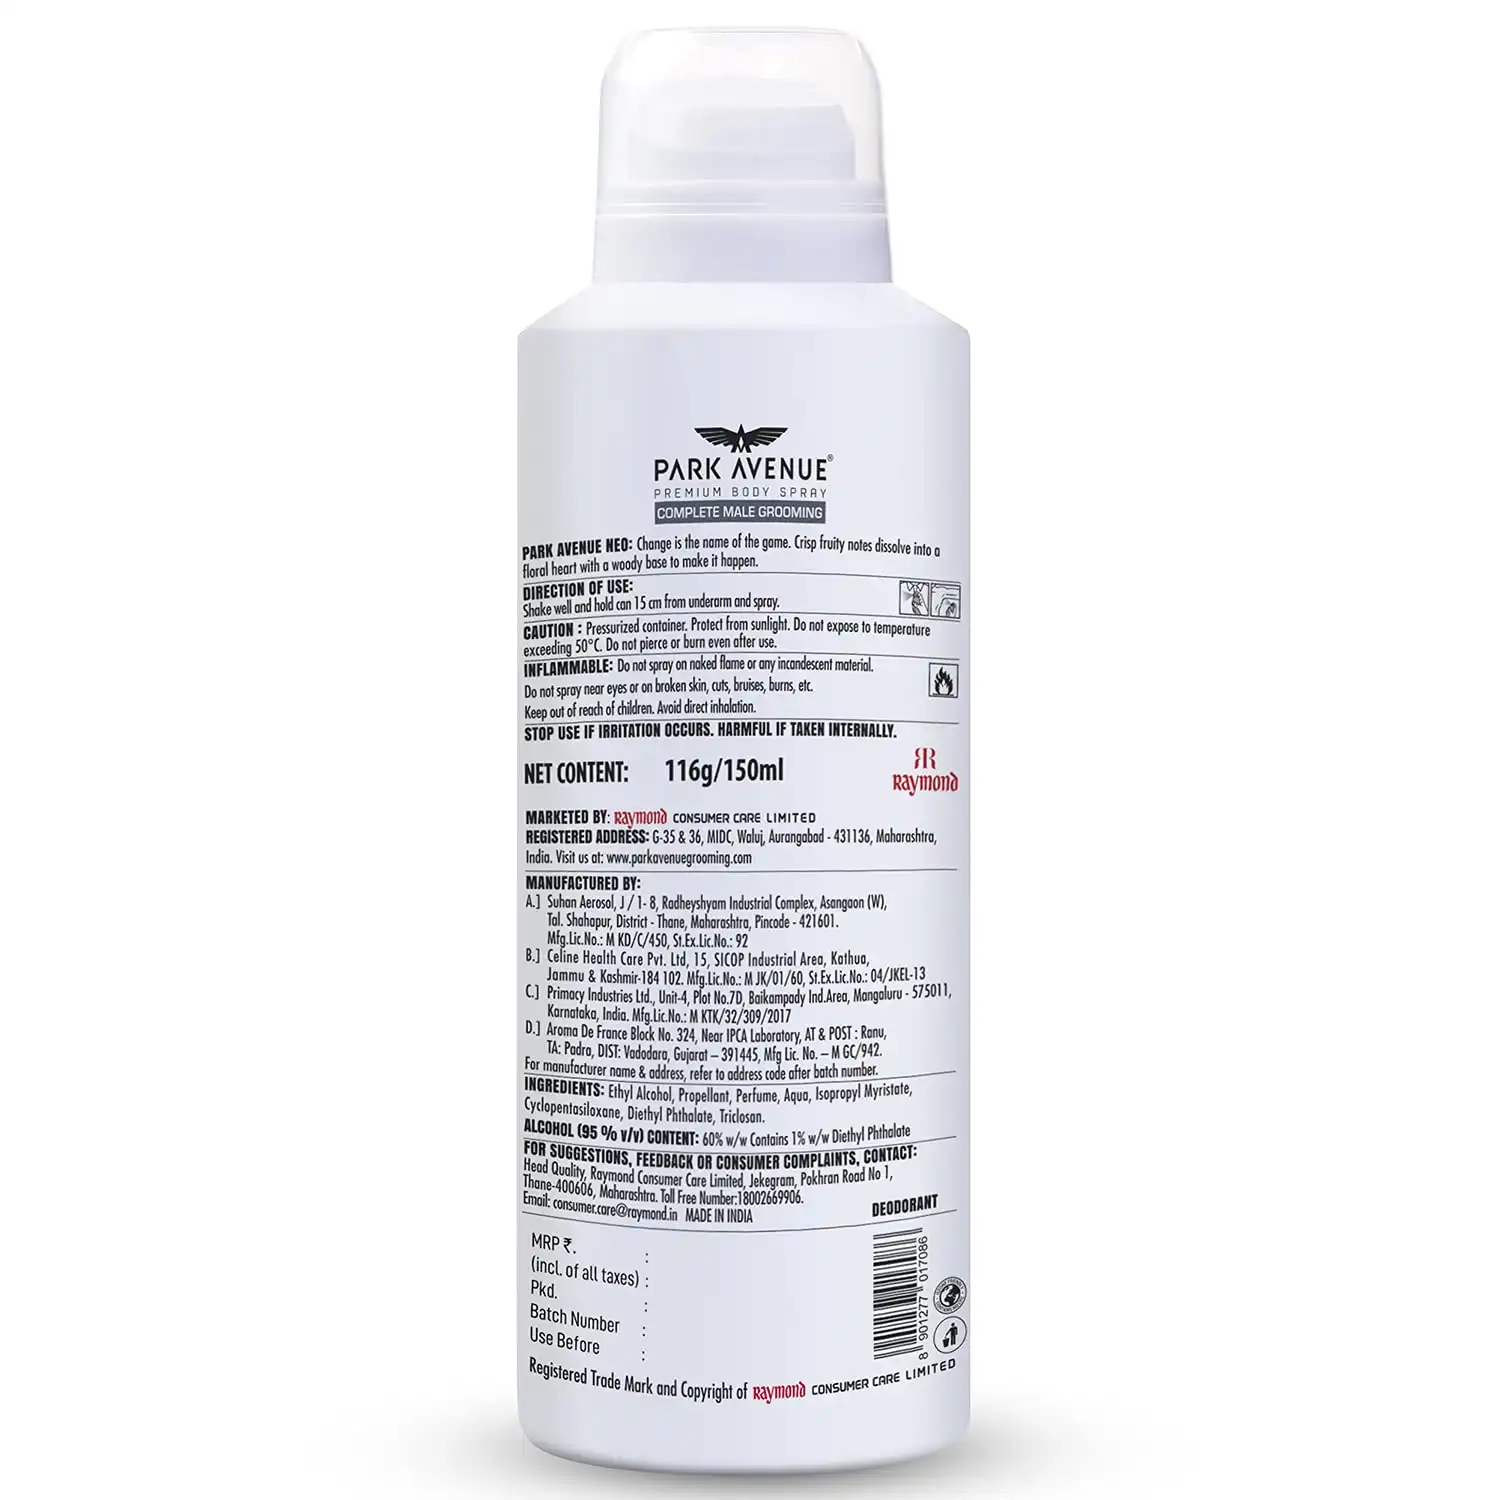 PARK AVENUE®
PREMIUM BODY SPRAY
COMPLETE MALE GROOMING
PARK AVENUE NEO: Change is the name of the game. Crisp fruity notes dissolve into a
floral heart with a woody base to make it happen.
DIRECTION OF USE:
Shake well and hold can 15 cm from underarm and spray.
CAUTION : Pressurized container. Protect from sunlight. Do not expose to temperature
exceeding 50°C. Do not pierce or burn even after use.
INFLAMMABLE: Do not spray on naked flame or any incandescent material.
Do not spray near eyes or on broken skin, cuts, bruises, burns, etc.
Keep out of reach of children. Avoid direct inhalation.
STOP USE IF IRRITATION OCCURS. HARMFUL IF TAKEN INTERNALLY.
NET CONTENT: 116g/150ml
Raymond
MARKETED BY: Raymond CONSUMER CARE LIMITED
REGISTERED ADDRESS: G-35 & 36, MIDC, Waluj, Aurangabad - 431136, Maharashtra,
India. Visit us at: www.parkavenuegrooming.com
MANUFACTURED BY:
A.] Suhan Aerosol, J / 1- 8, Radheyshyam Industrial Complex, Asangaon (W),
Tal. Shahapur, District - Thane, Maharashtra, Pincode - 421601.
Mfg.Lic.No.: M KD/C/450, St.Ex.Lic.No.: 92
B.] Celine Health Care Pvt. Ltd, 15, SICOP Industrial Area, Kathua,
Jammu & Kashmir-184 102. Mfg.Lic.No.: M JK/01/60, St.Ex.Lic.No.: 04/JKEL-13
C.] Primacy Industries Ltd., Unit-4, Plot No.7D, Baikampady Ind.Area, Mangaluru - 575011,
Karnataka, India. Mfg.Lic.No.: M KTK/32/309/2017
D.] Aroma De France Block No. 324, Near IPCA Laboratory, AT & POST : Ranu,
TA: Padra, DIST: Vadodara, Gujarat – 391445, Mfg Lic. No. – M GC/942.
For manufacturer name & address, refer to address code after batch number.
INGREDIENTS: Ethyl Alcohol, Propellant, Perfume, Aqua, Isopropyl Myristate,
Cyclopentasiloxane, Diethyl Phthalate, Triclosan.
ALCOHOL (95 % v/v) CONTENT: 60% w/w Contains 1% w/w Diethyl Phthalate
FOR SUGGESTIONS, FEEDBACK OR CONSUMER COMPLAINTS, CONTACT:
Head Quality, Raymond Consumer Care Limited, Jekegram, Pokhran Road No 1,
Thane-400606, Maharashtra. Toll Free Number:18002669906.
Email: consumer.care@raymond.in MADE IN INDIA
DEODORANT
MRP ₹. :
(incl. of all taxes) :
Pkd. :
Batch Number :
Use Before :
8 901277 017086
Registered Trade Mark and Copyright of Raymond CONSUMER CARE LIMITED